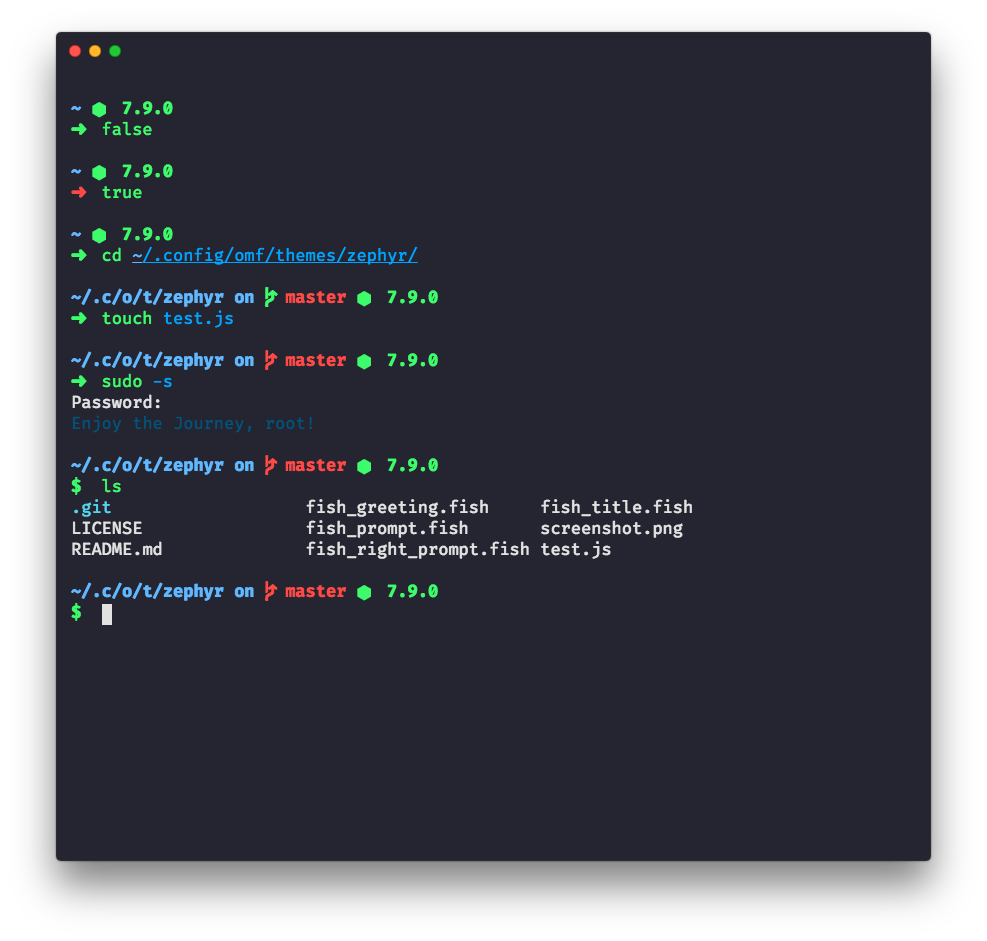 ~ ⬢ 7.9.0
➜ false
~ ⬢ 7.9.0
➜ true
~ ⬢ 7.9.0
➜ cd ~/.config/omf/themes/zephyr/
~/.c/o/t/zephyr on master ⬢ 7.9.0
➜ touch test.js
~/.c/o/t/zephyr on master ⬢ 7.9.0
➜ sudo -s
Password:
Enjoy the Journey, root!
~/.c/o/t/zephyr on master ⬢ 7.9.0
$ ls
.git fish_greeting.fish fish_title.fish
LICENSE fish_prompt.fish screenshot.png
README.md fish_right_prompt.fish test.js
~/.c/o/t/zephyr on master ⬢ 7.9.0
$